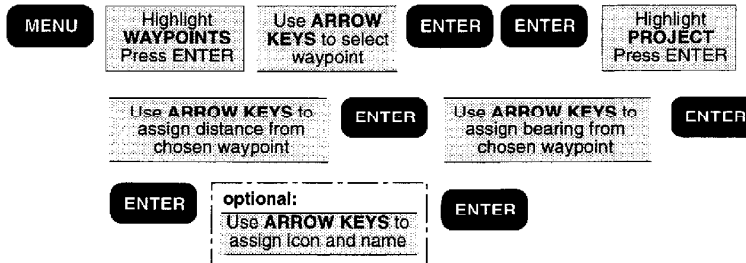 MENU
Highlight
WAYPOINTS
Press ENTER
Use ARROW
KEYS to select
waypoint
ENTER
ENTER
Highlight
PROJECT
Press ENTER
Use ARROW KEYS to
assign distance from
chosen waypoint
ENTER
Use ARROW KEYS to
assign bearing from
chosen waypoint
ENTER
ENTER
optional:
Use ARROW KEYS to
assign icon and name
ENTER